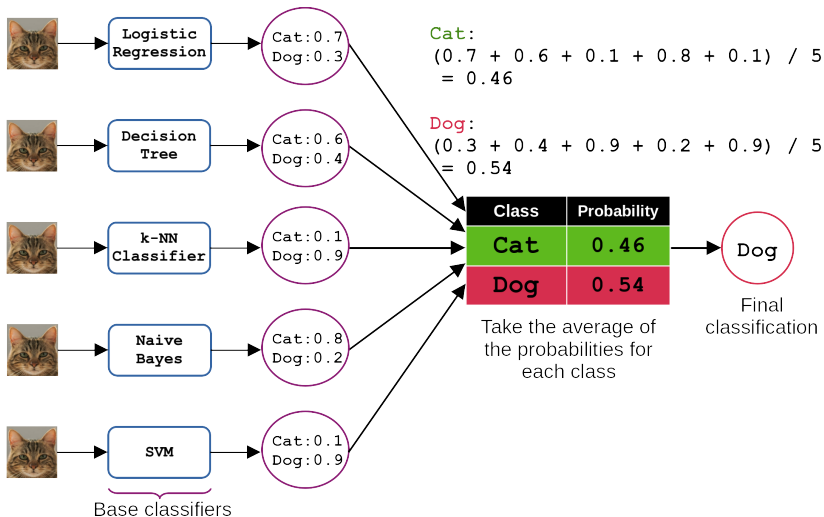 Logistic
Regression
Cat:0.7
Dog:0.3
Cat:
(0.7 + 0.6 + 0.1 + 0.8 + 0.1) / 5
= 0.46
Decision
Tree
Cat:0.6
Dog:0.4
Dog:
(0.3 + 0.4 + 0.9 + 0.2 + 0.9) / 5
= 0.54
k-NN
Classifier
Cat:0.1
Dog:0.9
Class Probability
Cat 0.46
Dog 0.54
Dog
Final
classification
Take the average of
the probabilities for
each class
Naive
Bayes
Cat:0.8
Dog:0.2
SVM
Cat:0.1
Dog:0.9
Base classifiers